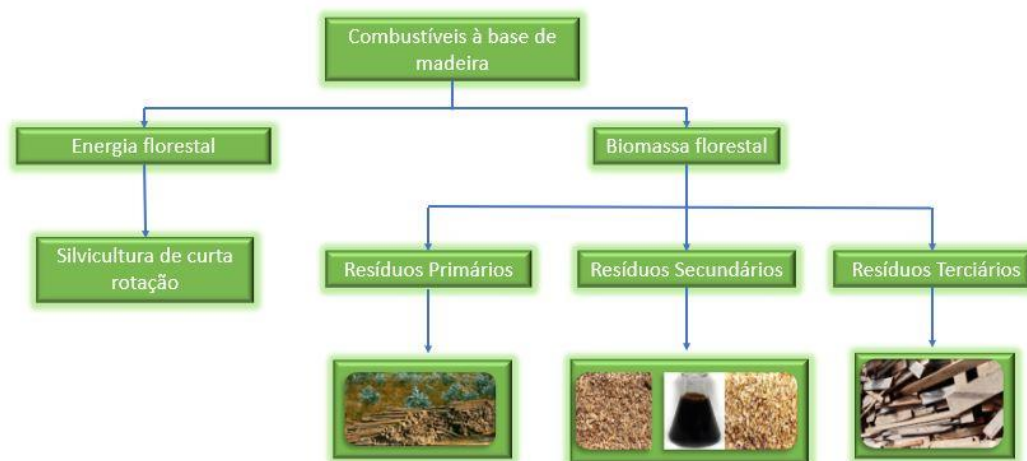 Combustíveis à base de
madeira
Energia florestal
Biomassa florestal
Silvicultura de curta
rotação
Resíduos Primários
Resíduos Secundários
Resíduos Terciários